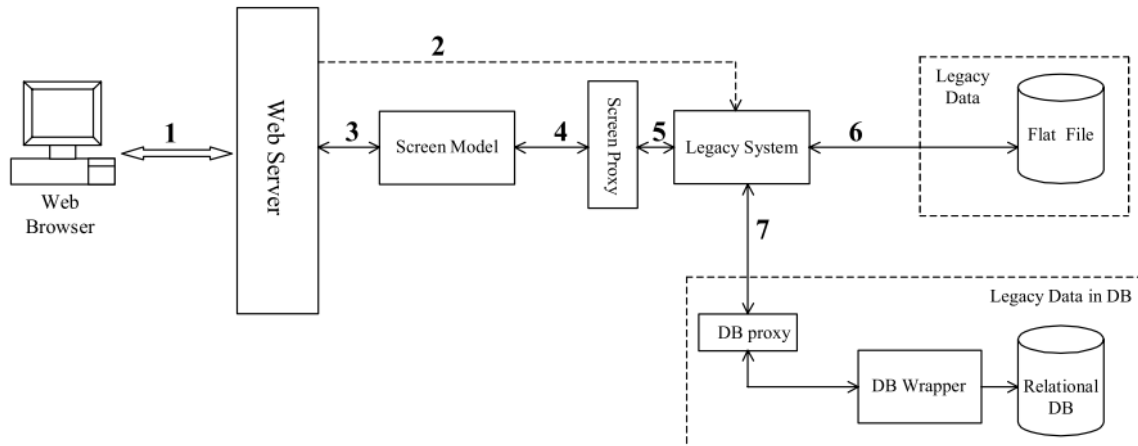 2
Legacy
Data
Flat File
1
Web Server
3
Screen Model
4
Screen Proxy
5
Legacy System
6
Web
Browser
7
Legacy Data in DB
DB proxy
DB Wrapper
Relational
DB